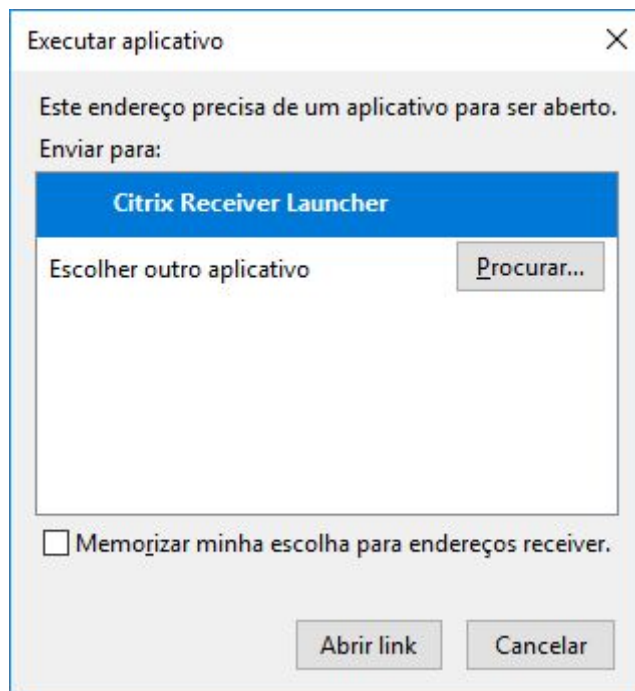 Executar aplicativo
Este endereço precisa de um aplicativo para ser aberto.
Enviar para:
Citrix Receiver Launcher
Escolher outro aplicativo
Procurar...
Memorizar minha escolha para endereços receiver.
Abrir link
Cancelar